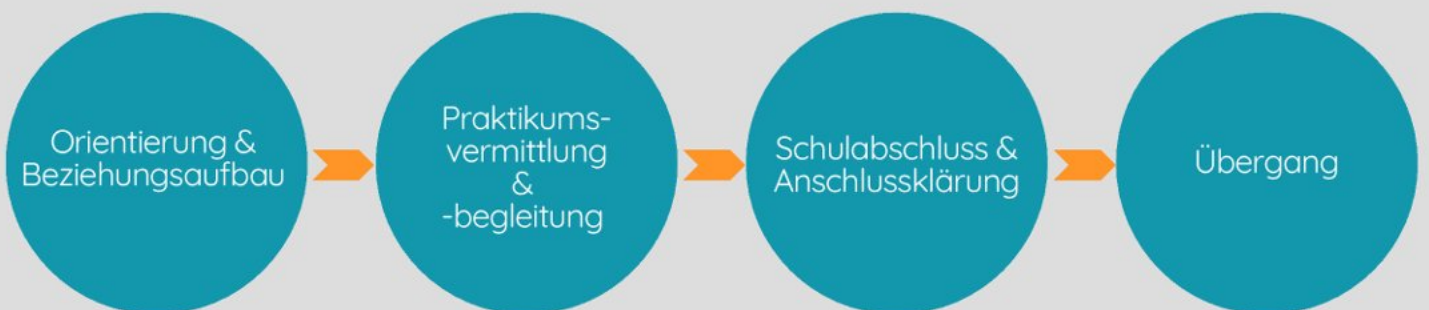 Orientierung &
Beziehungsaufbau
Praktikums-
vermittlung
&
-begleitung
Schulabschluss &
Anschlussklärung
Übergang